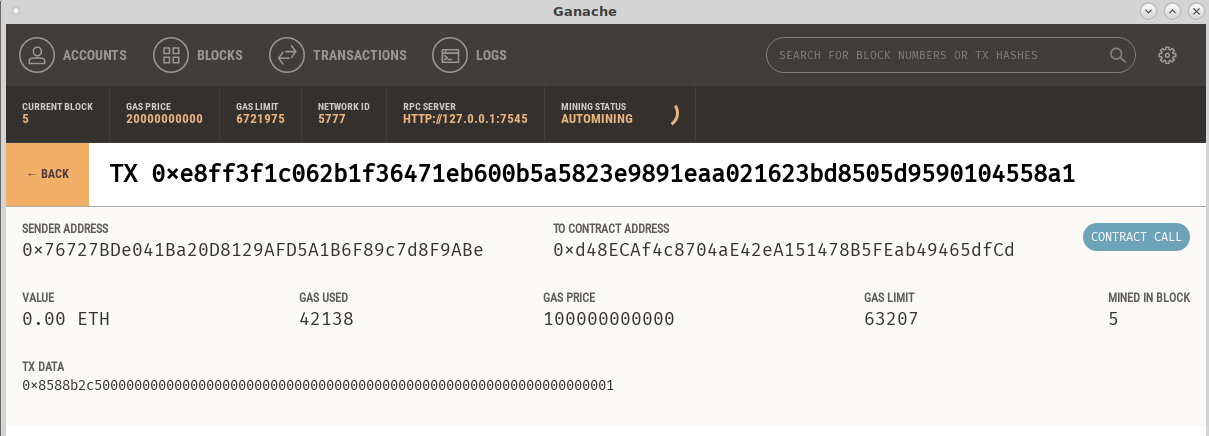 Ganache
ACCOUNTS BLOCKS TRANSACTIONS LOGS SEARCH FOR BLOCK NUMBERS OR TX HASHES
CURRENT BLOCK GAS PRICE GAS LIMIT NETWORK ID RPC SERVER MINING STATUS
5 20000000000 6721975 5777 HTTP://127.0.0.1:7545 AUTOMINING
← BACK TX 0×e8ff3f1c062b1f36471eb600b5a5823e9891eaa021623bd8505d9590104558a1
SENDER ADDRESS TO CONTRACT ADDRESS
0×76727BDe041Ba20D8129AFD5A1B6F89c7d8F9ABe 0×d48ECAf4c8704aE42eA151478B5FEab49465dfCd CONTRACT CALL
VALUE GAS USED GAS PRICE GAS LIMIT MINED IN BLOCK
0.00 ETH 42138 100000000000 63207 5
TX DATA
0×8588b2c50000000000000000000000000000000000000000000000000000000000000001